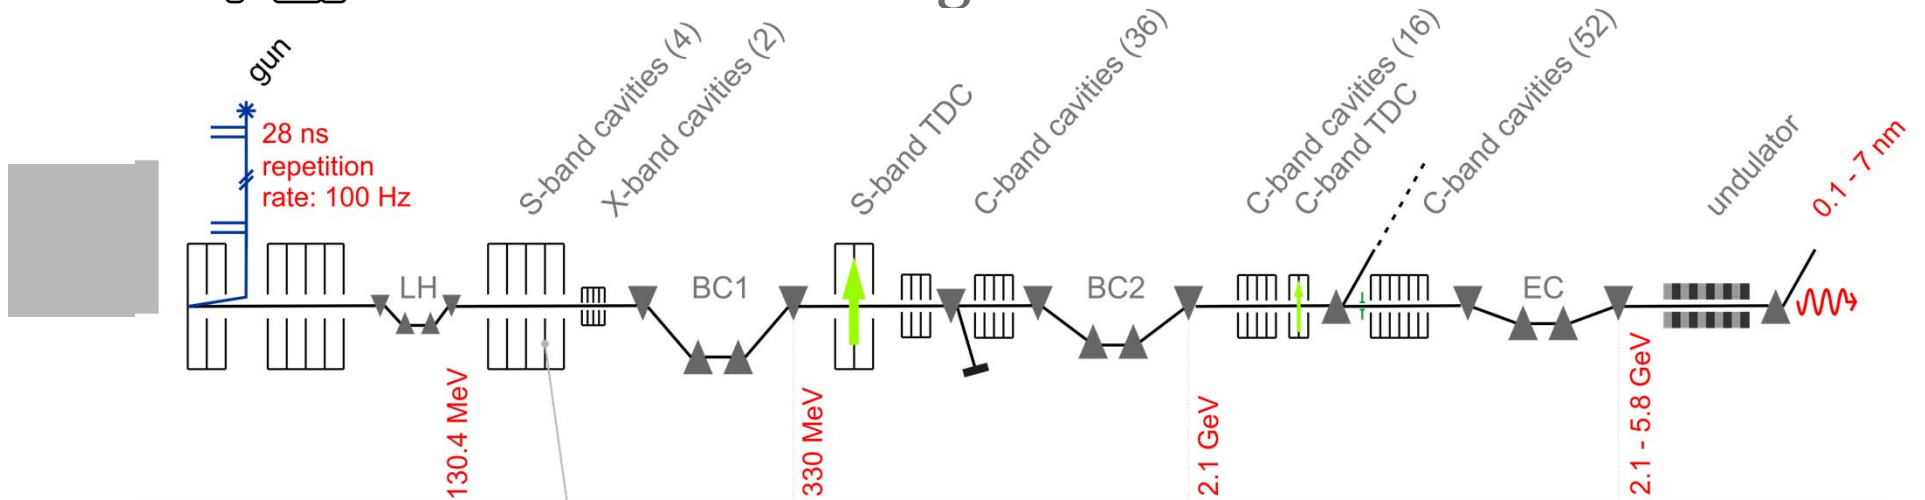 gun
28 ns
repetition
rate: 100 Hz
S-band cavities (4)
X-band cavities (2)
S-band TDC
C-band cavities (36)
C-band cavities (16)
C-band TDC
C-band cavities (52)
undulator
0.1 - 7 nm
LH
BC1
BC2
EC
130.4 MeV
330 MeV
2.1 GeV
2.1 - 5.8 GeV